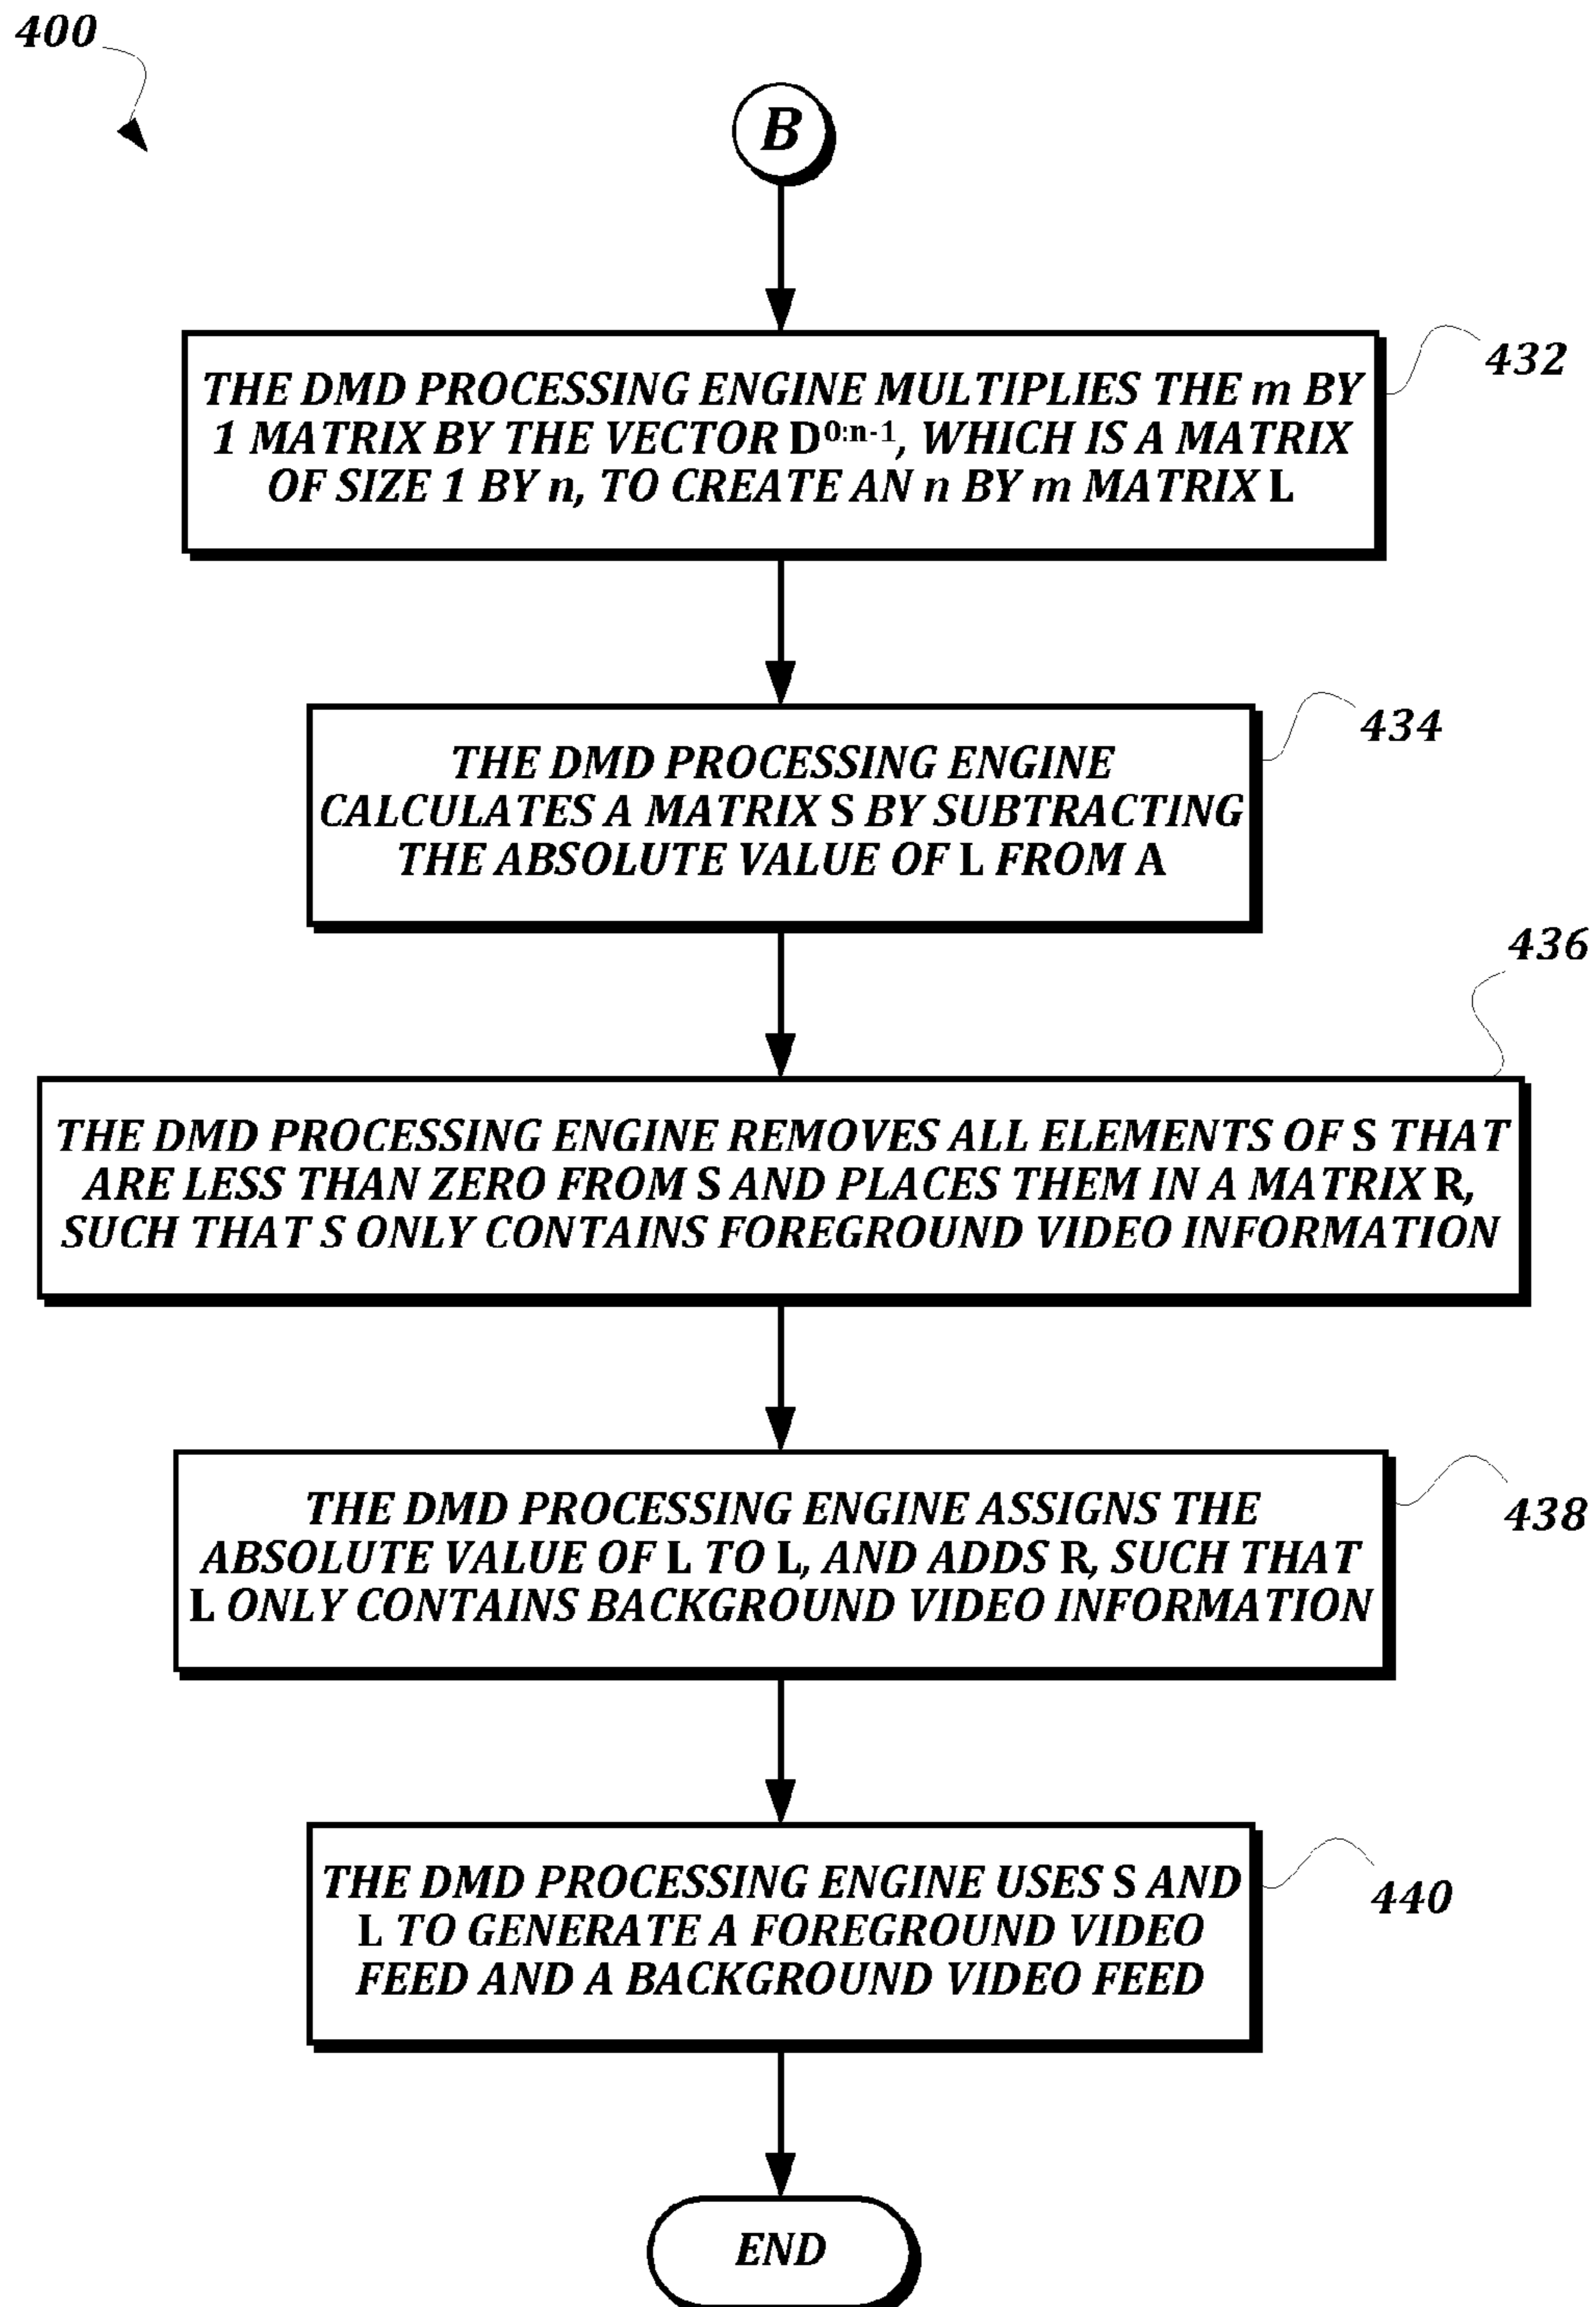 400
B
THE DMD PROCESSING ENGINE MULTIPLIES THE m BY
1 MATRIX BY THE VECTOR D^0:n-1, WHICH IS A MATRIX
OF SIZE 1 BY n, TO CREATE AN n BY m MATRIX L
432
THE DMD PROCESSING ENGINE
CALCULATES A MATRIX S BY SUBTRACTING
THE ABSOLUTE VALUE OF L FROM A
434
436
THE DMD PROCESSING ENGINE REMOVES ALL ELEMENTS OF S THAT
ARE LESS THAN ZERO FROM S AND PLACES THEM IN A MATRIX R,
SUCH THAT S ONLY CONTAINS FOREGROUND VIDEO INFORMATION
THE DMD PROCESSING ENGINE ASSIGNS THE
ABSOLUTE VALUE OF L TO L, AND ADDS R, SUCH THAT
L ONLY CONTAINS BACKGROUND VIDEO INFORMATION
438
THE DMD PROCESSING ENGINE USES S AND
L TO GENERATE A FOREGROUND VIDEO
FEED AND A BACKGROUND VIDEO FEED
440
END